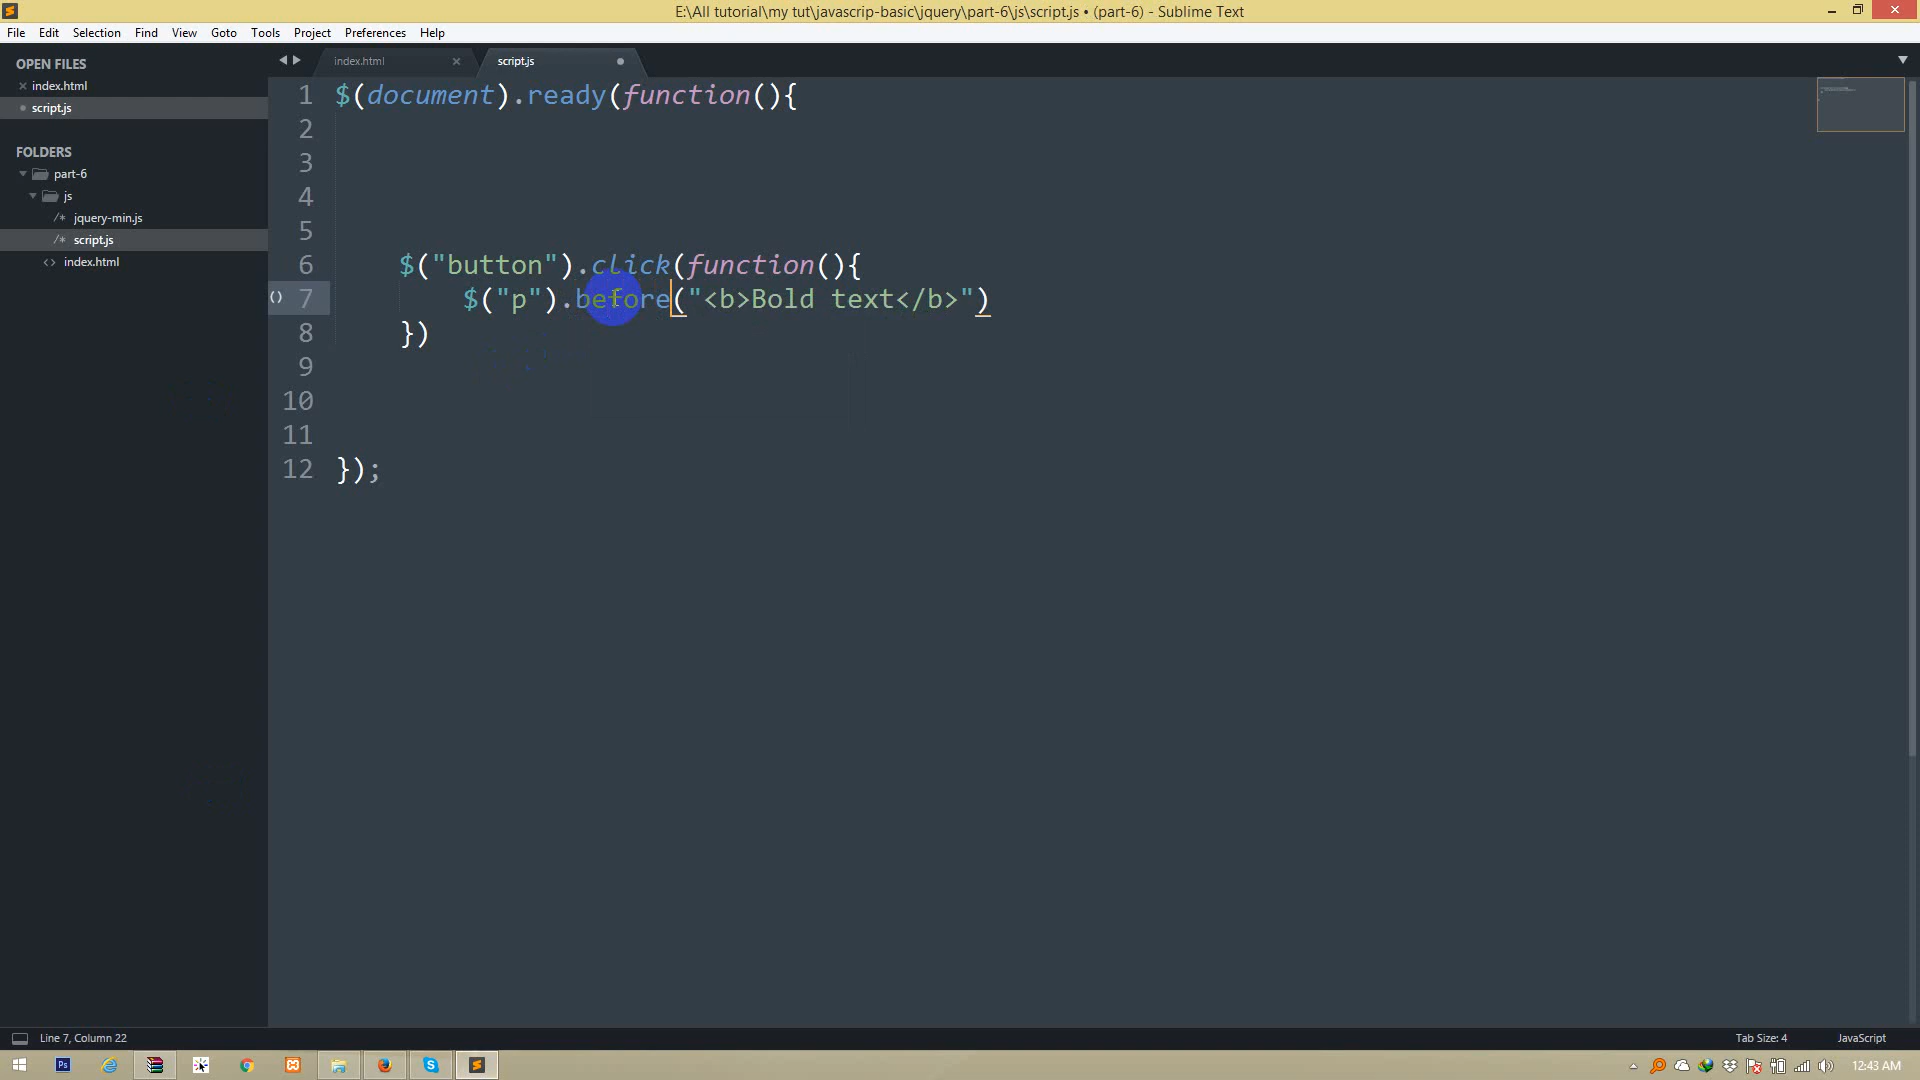 E:\All tutorial\my tut\javascrip-basic\jquery\part-6\js\script.js • (part-6) - Sublime Text
File Edit Selection Find View Goto Tools Project Preferences Help
OPEN FILES
index.html
script.js
FOLDERS
part-6
js
/* jquery-min.js
/* script.js
<> index.html
index.html
script.js
1 $(document).ready(function(){
2
3
4
5
6 $("button").click(function(){
7 $("p").before("<b>Bold text</b>")
8 })
9
10
11
12 });
Line 7, Column 22
Tab Size: 4
JavaScript
Ps
12:43 AM